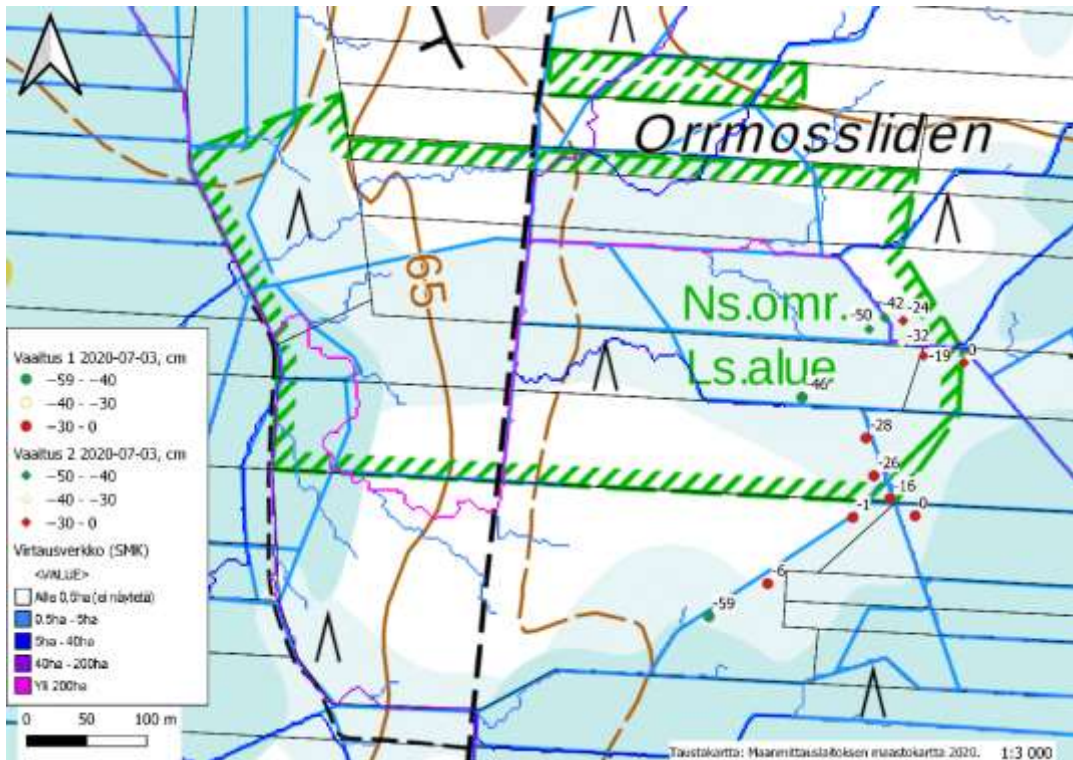 Orrmossliden
65
Ns.omr.
Ls.alue
-50
-42
-24
-32
-19
0
-46
-28
-26
-16
-1
0
-6
-59
Vaaitus 1 2020-07-03, cm
−59 - −40
−40 - −30
−30 - 0
Vaaitus 2 2020-07-03, cm
−50 - −40
−40 - −30
−30 - 0
Virtausverkko (SMK)
<VALUE>
Alle 0,5ha (ei näytetä)
0.5ha - 5ha
5ha - 40ha
40ha - 200ha
Yli 200ha
0 50 100 m
Taustakartta: Maanmittauslaitoksen maastokartta 2020. 1:3 000